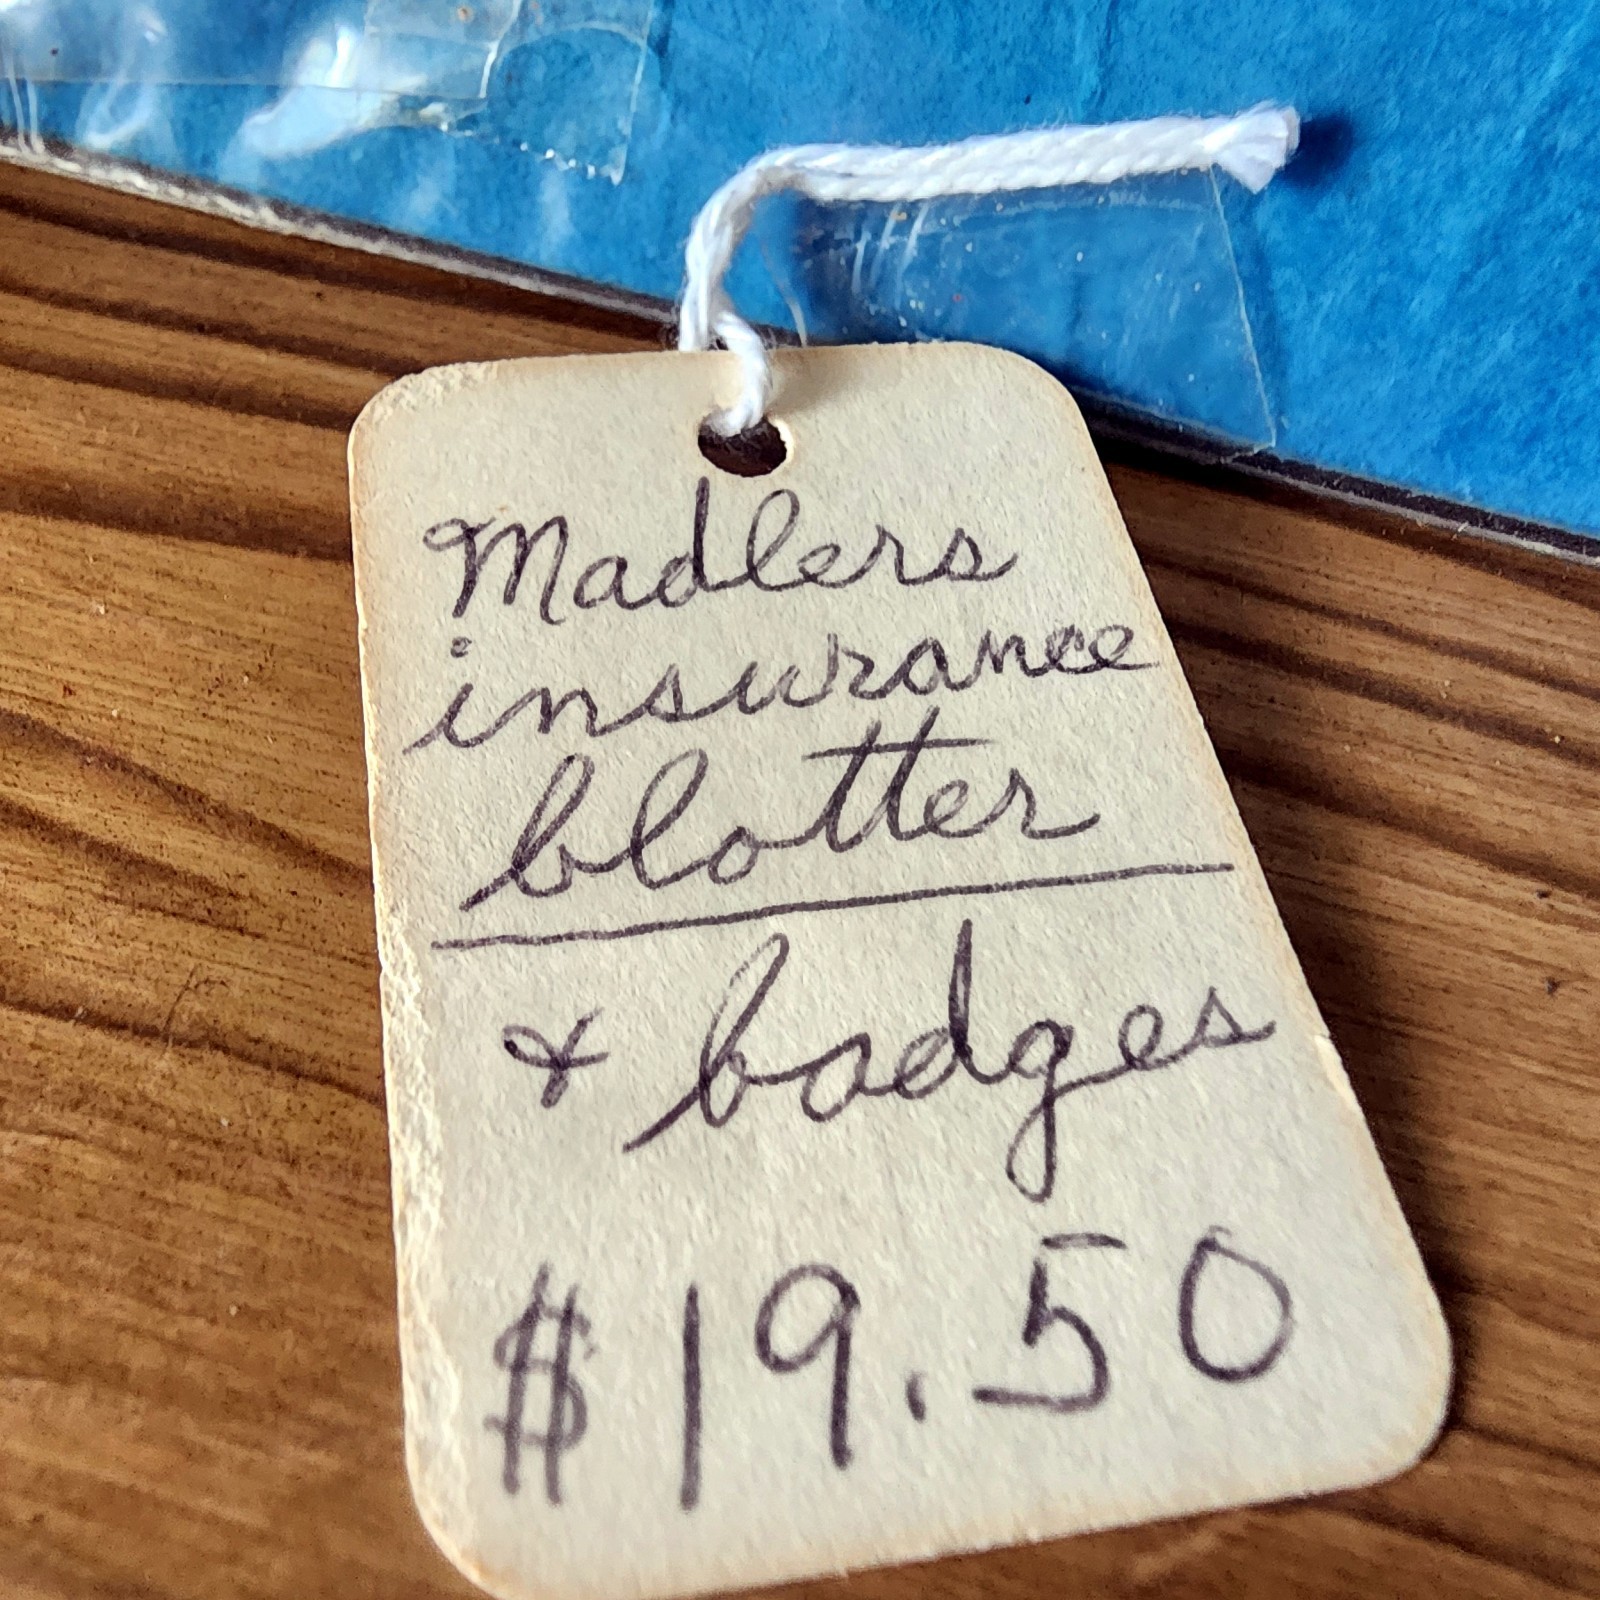 Madlers
insurance
blotter
& badges
$19.50